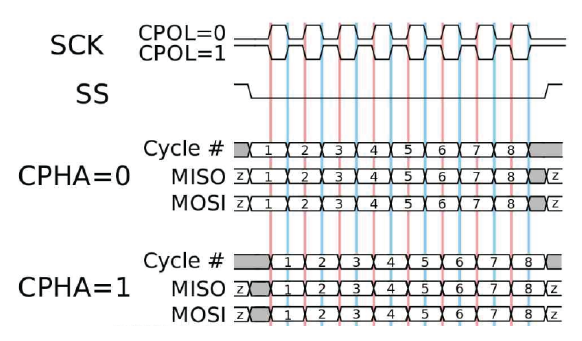 SCK CPOL=0
CPOL=1
SS
Cycle # 1 2 3 4 5 6 7 8
CPHA=0 MISO z 1 2 3 4 5 6 7 8 z
MOSI z 1 2 3 4 5 6 7 8 z
Cycle # 1 2 3 4 5 6 7 8
CPHA=1 MISO z 1 2 3 4 5 6 7 8 z
MOSI z 1 2 3 4 5 6 7 8 z